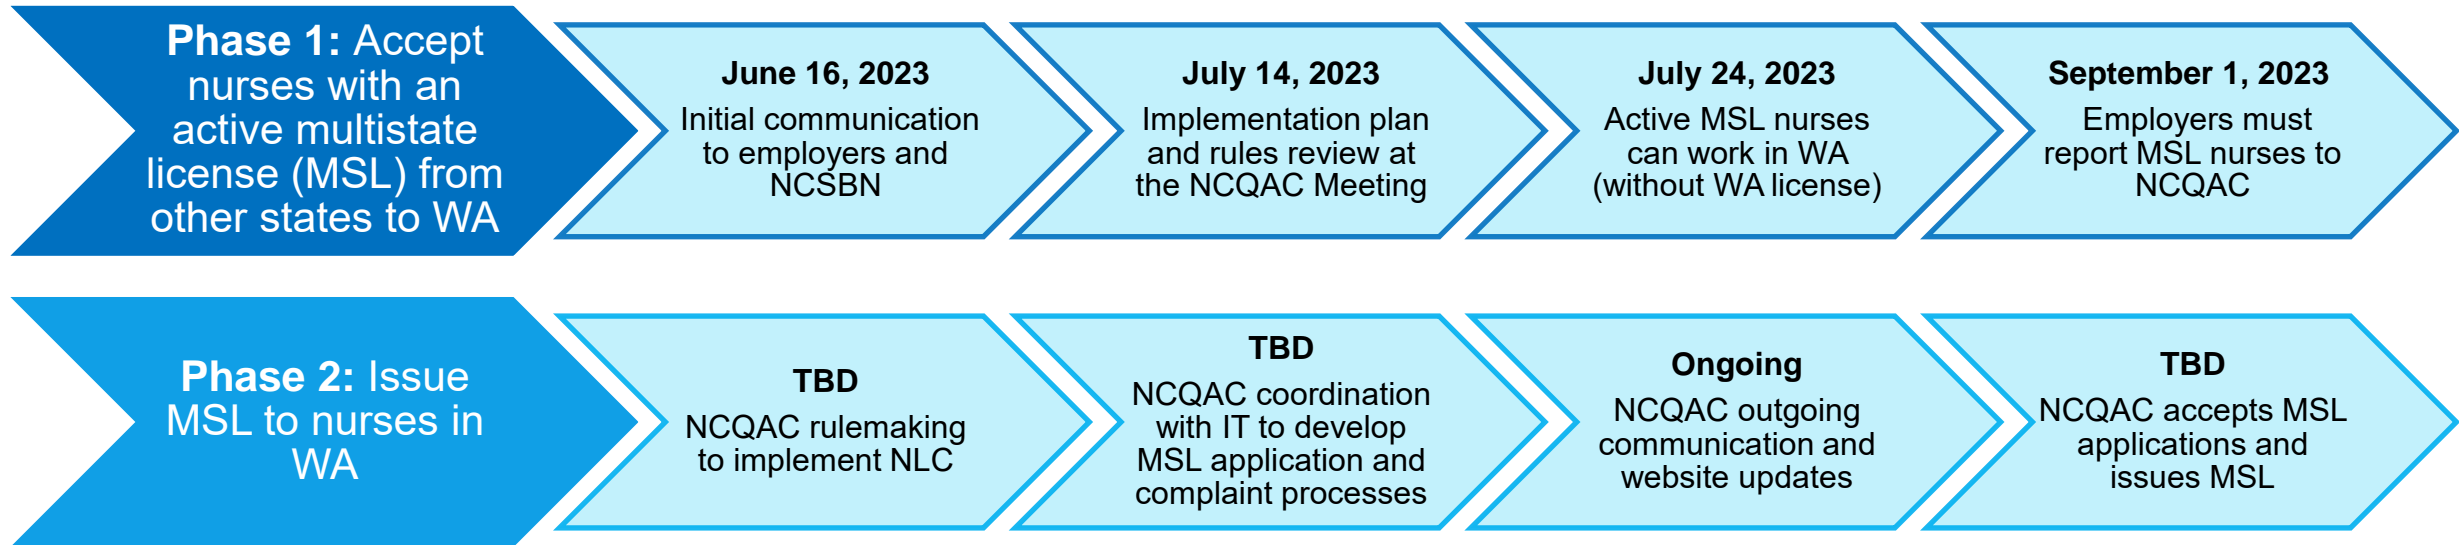 Phase 1: Accept
nurses with an
active multistate
license (MSL) from
other states to WA
June 16, 2023
Initial communication
to employers and
NCSBN
July 14, 2023
Implementation plan
and rules review at
the NCQAC Meeting
July 24, 2023
Active MSL nurses
can work in WA
(without WA license)
September 1, 2023
Employers must
report MSL nurses to
NCQAC
Phase 2: Issue
MSL to nurses in
WA
TBD
NCQAC rulemaking
to implement NLC
TBD
NCQAC coordination
with IT to develop
MSL application and
complaint processes
Ongoing
NCQAC outgoing
communication and
website updates
TBD
NCQAC accepts MSL
applications and
issues MSL